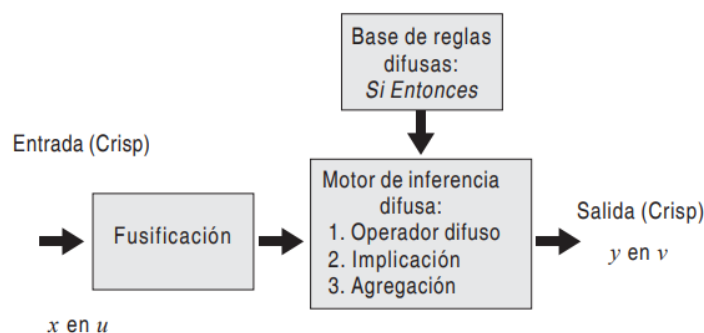 Base de reglas
difusas:
Si Entonces
Entrada (Crisp)
Fusificación
Motor de inferencia
difusa:
1. Operador difuso
2. Implicación
3. Agregación
Salida (Crisp)
y en v
x en u